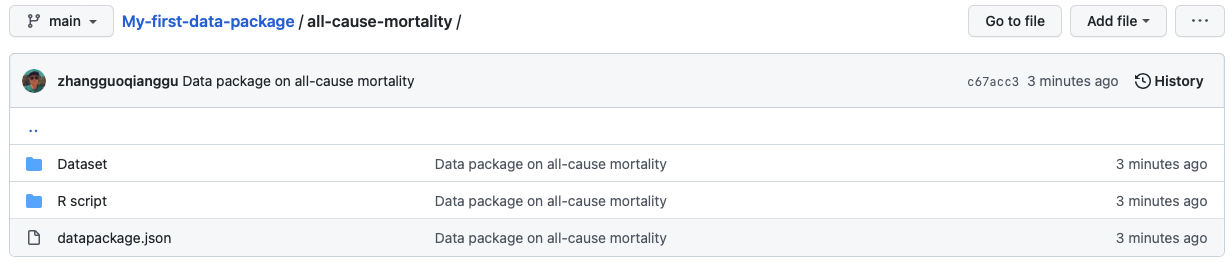 main My-first-data-package / all-cause-mortality / Go to file Add file ...
zhangguoqianggu Data package on all-cause mortality c67acc3 3 minutes ago History
..
Dataset Data package on all-cause mortality 3 minutes ago
R script Data package on all-cause mortality 3 minutes ago
datapackage.json Data package on all-cause mortality 3 minutes ago